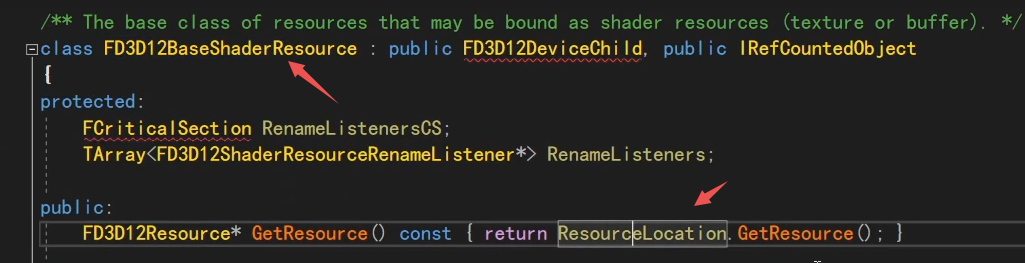 /** The base class of resources that may be bound as shader resources (texture or buffer). */
class FD3D12BaseShaderResource : public FD3D12DeviceChild, public IRefCountedObject
{
protected:
FCriticalSection RenameListenersCS;
TArray<FD3D12ShaderResourceRenameListener*> RenameListeners;
public:
FD3D12Resource* GetResource() const { return ResourceLocation.GetResource(); }